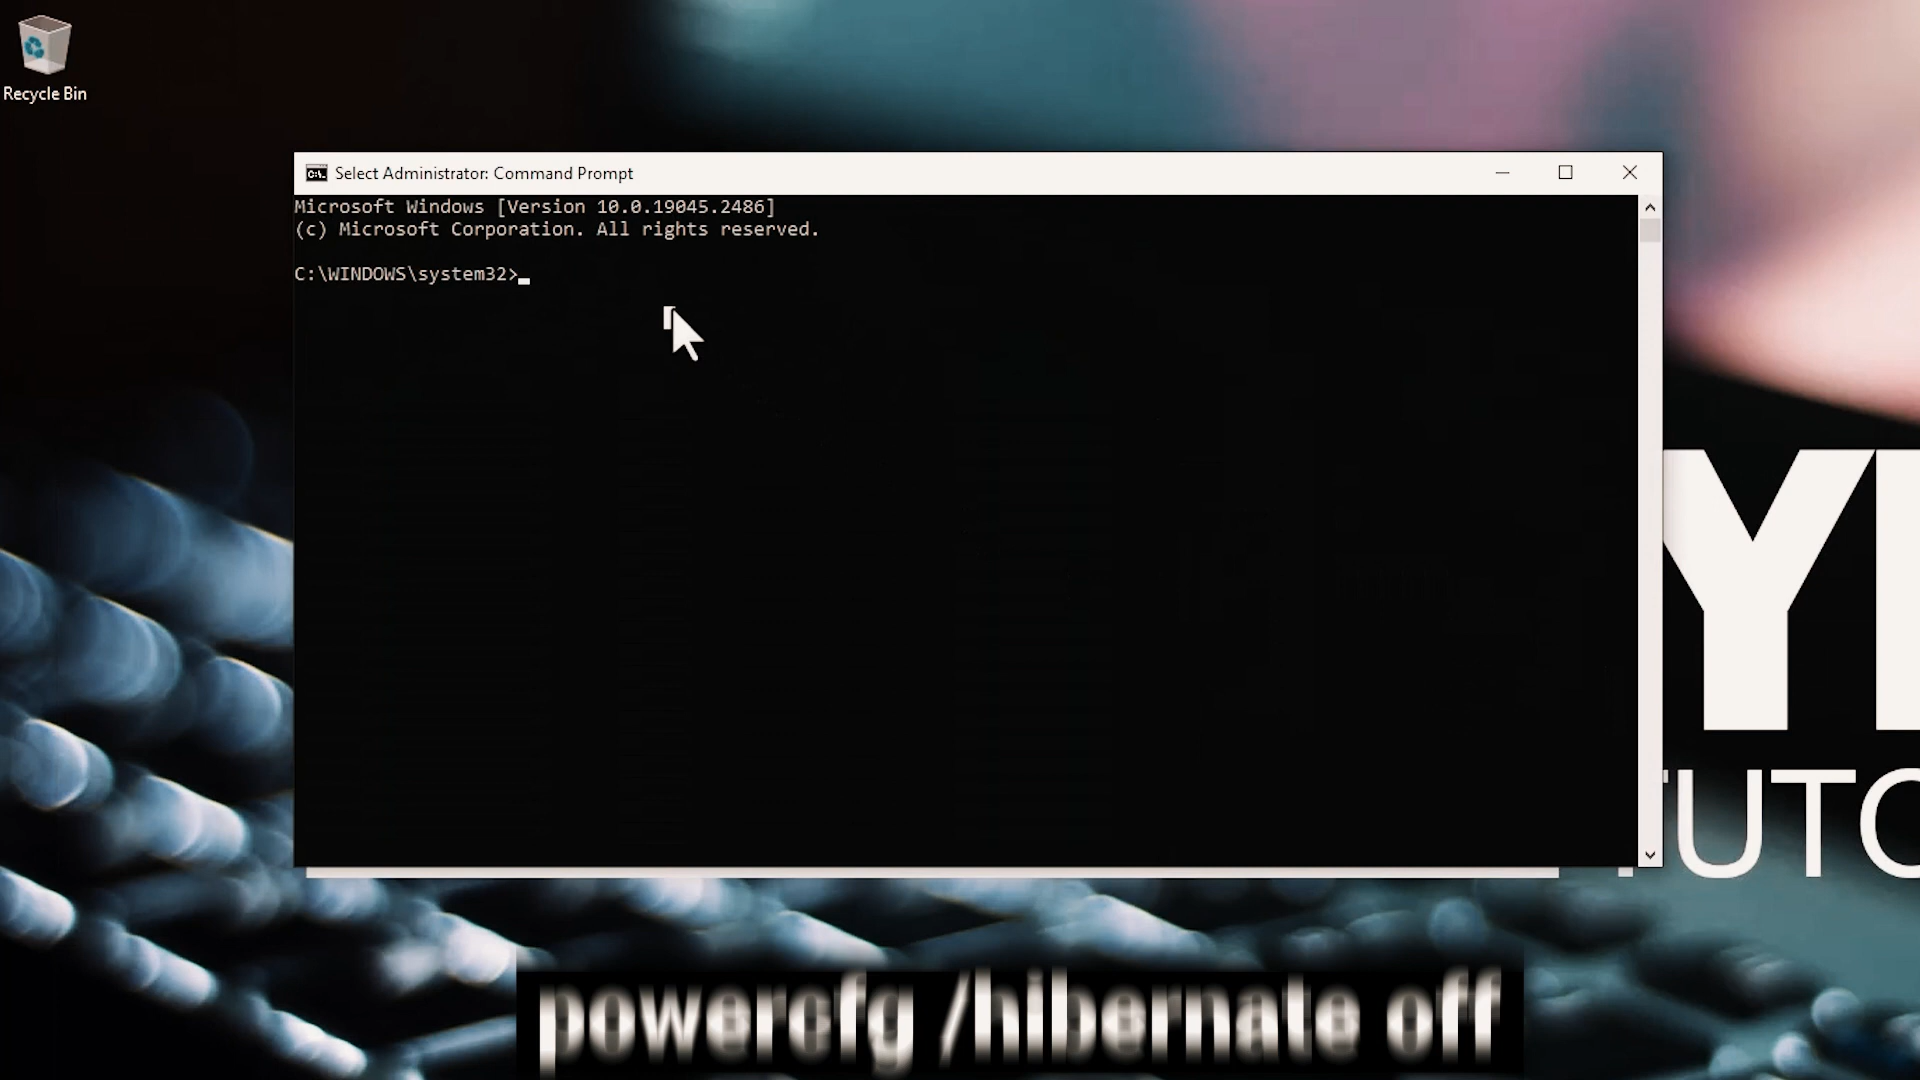 Recycle Bin
Select Administrator: Command Prompt
Microsoft Windows [Version 10.0.19045.2486]
(c) Microsoft Corporation. All rights reserved.
C:\WINDOWS\system32>
Y
TUTO
powercfg /hibernate off